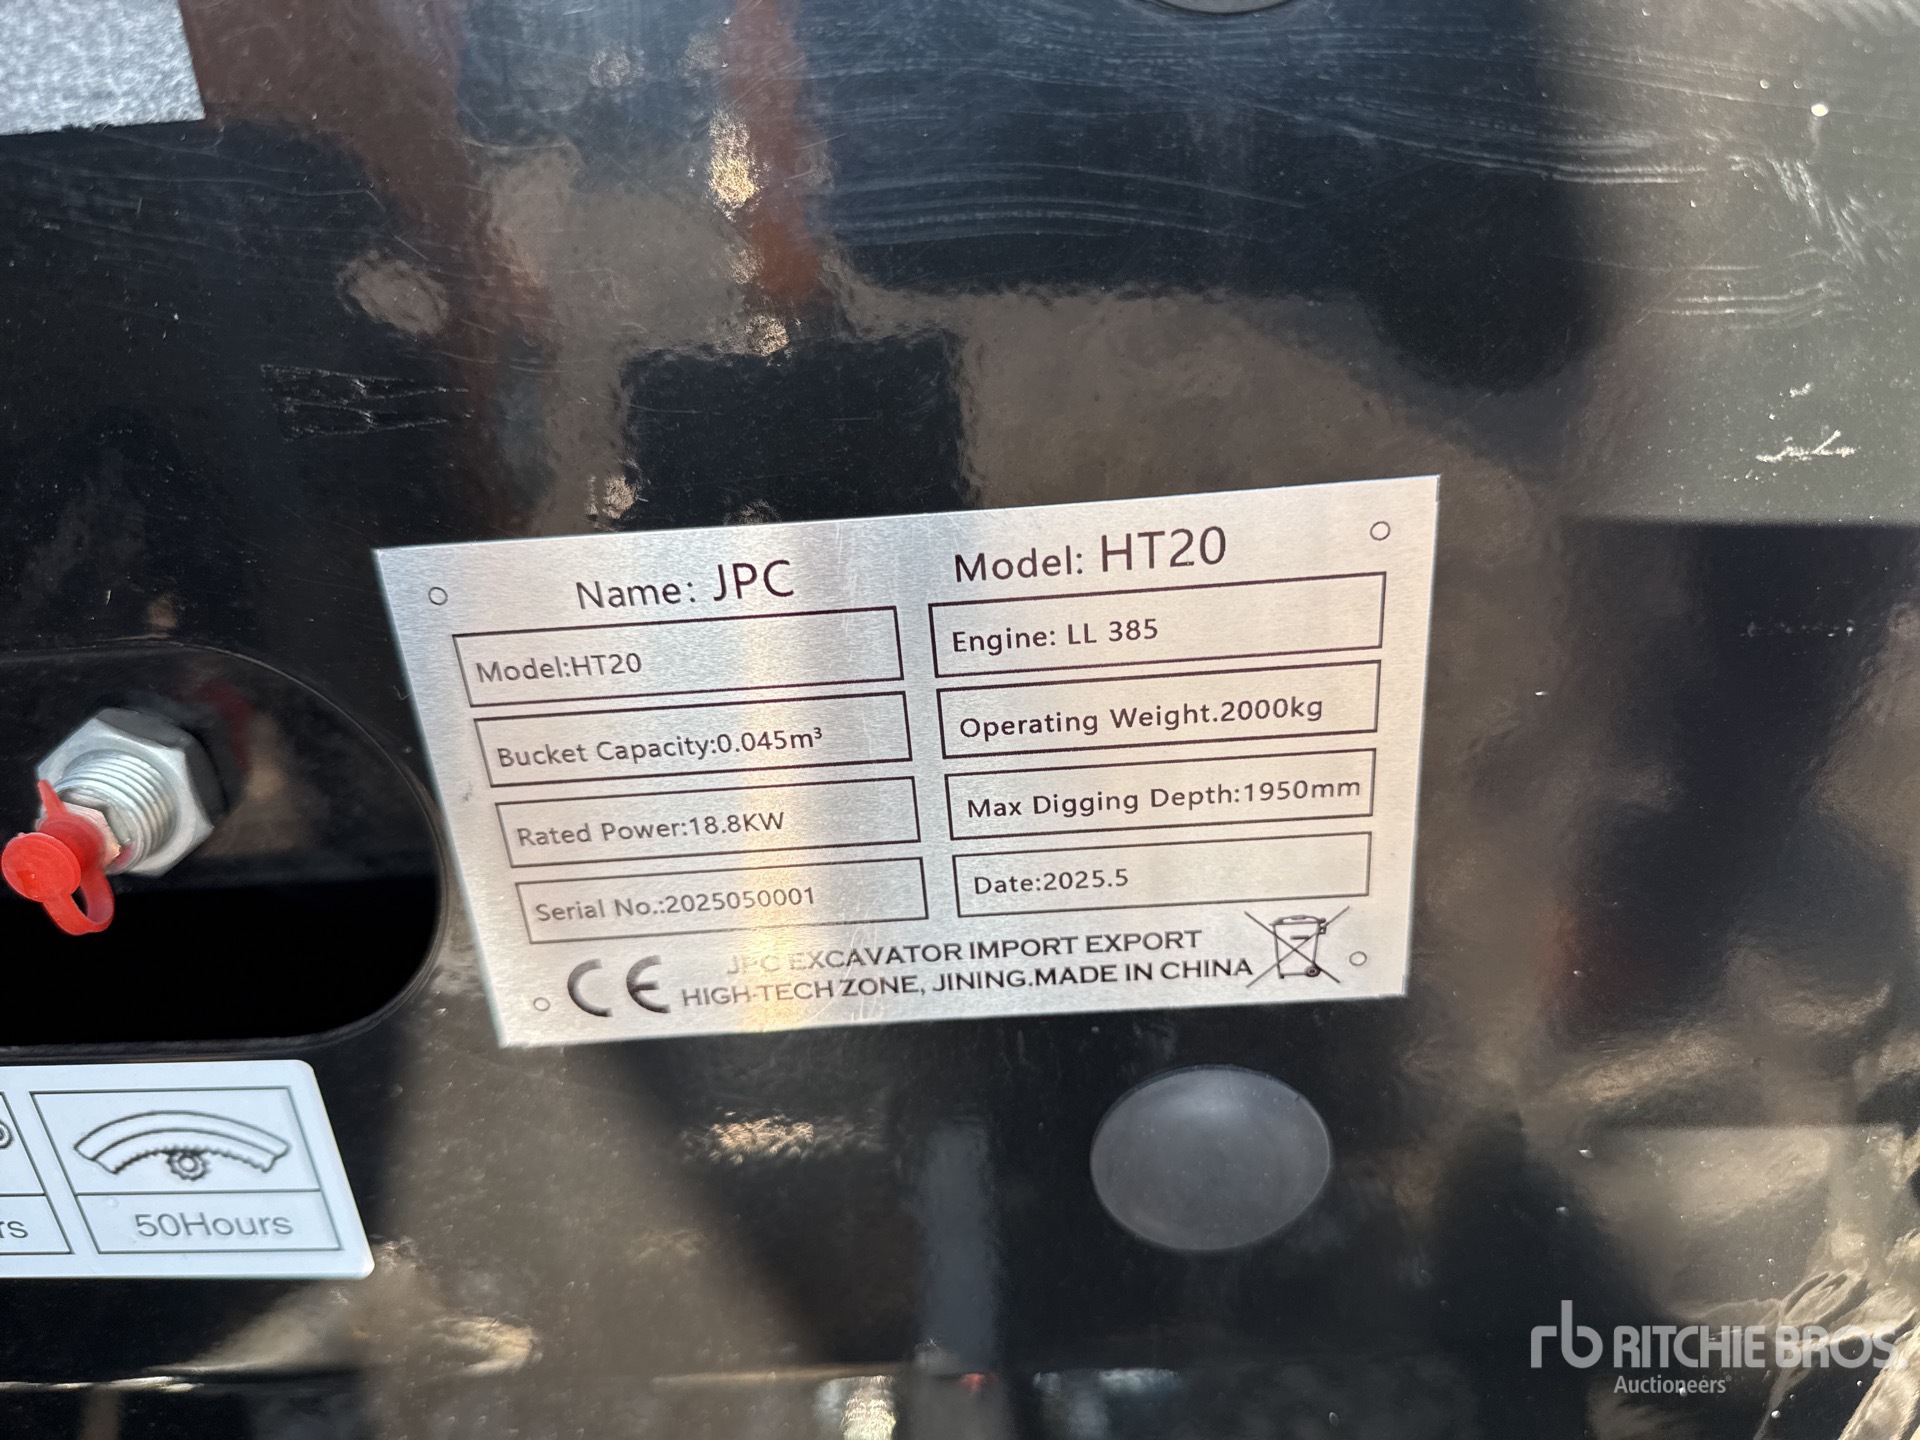 Name: JPC
Model: HT20
Model:HT20
Engine: LL 385
Bucket Capacity:0.045m³
Operating Weight.2000kg
Rated Power:18.8KW
Max Digging Depth:1950mm
Serial No.:2025050001
Date:2025.5
CE
JPC EXCAVATOR IMPORT EXPORT
HIGH-TECH ZONE, JINING.MADE IN CHINA
rs
50Hours
rb RITCHIE BROS.
Auctioneers